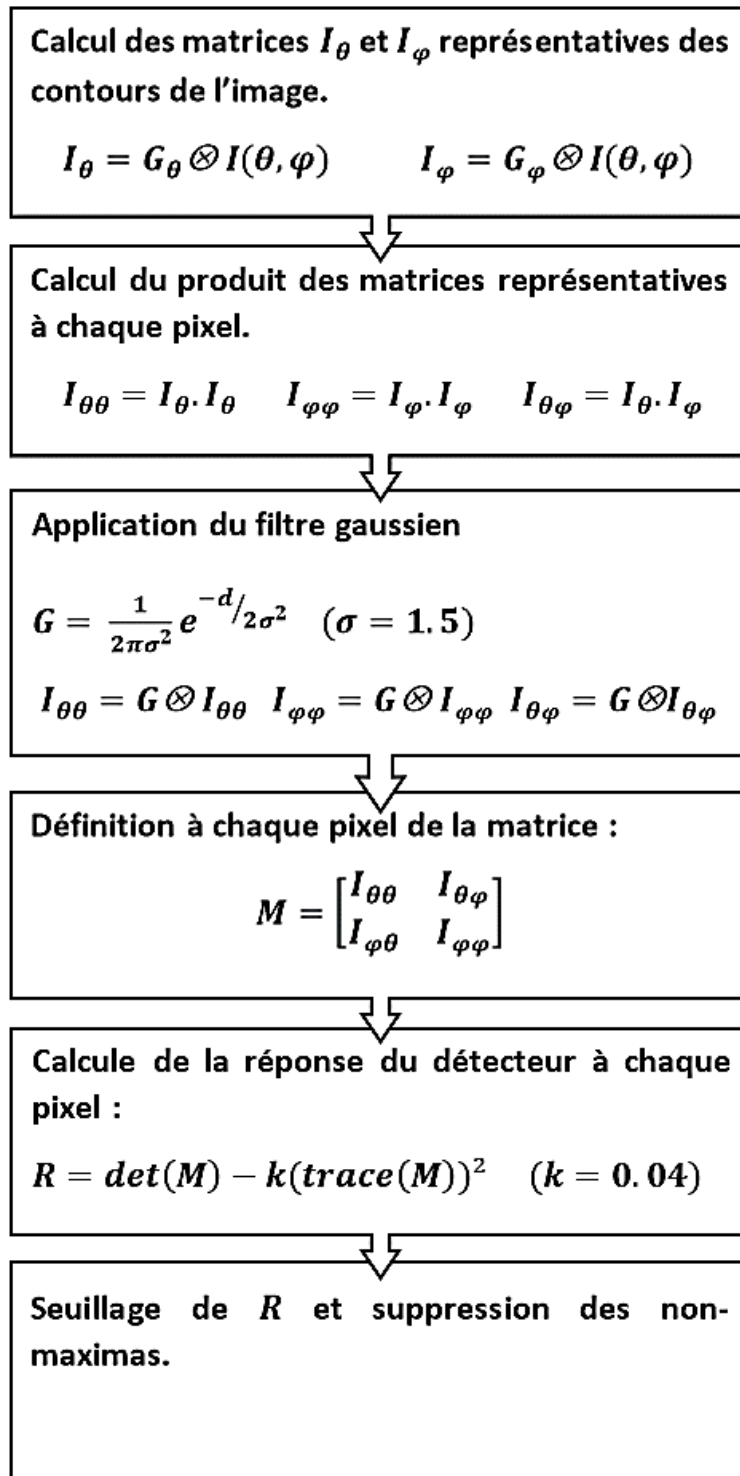 Calcul des matrices I_θ et I_φ représentatives des
contours de l'image.
I_θ = G_θ ⊗ I(θ, φ) I_φ = G_φ ⊗ I(θ, φ)
Calcul du produit des matrices représentatives
à chaque pixel.
I_θθ = I_θ. I_θ I_φφ = I_φ. I_φ I_θφ = I_θ. I_φ
Application du filtre gaussien
G = 1/(2πσ²) e^(-d/2σ²) (σ = 1. 5)
I_θθ = G ⊗ I_θθ I_φφ = G ⊗ I_φφ I_θφ = G ⊗ I_θφ
Définition à chaque pixel de la matrice :
M = [I_θθ I_θφ
I_φθ I_φφ]
Calcule de la réponse du détecteur à chaque
pixel :
R = det(M) − k(trace(M))² (k = 0. 04)
Seuillage de R et suppression des non-
maximas.